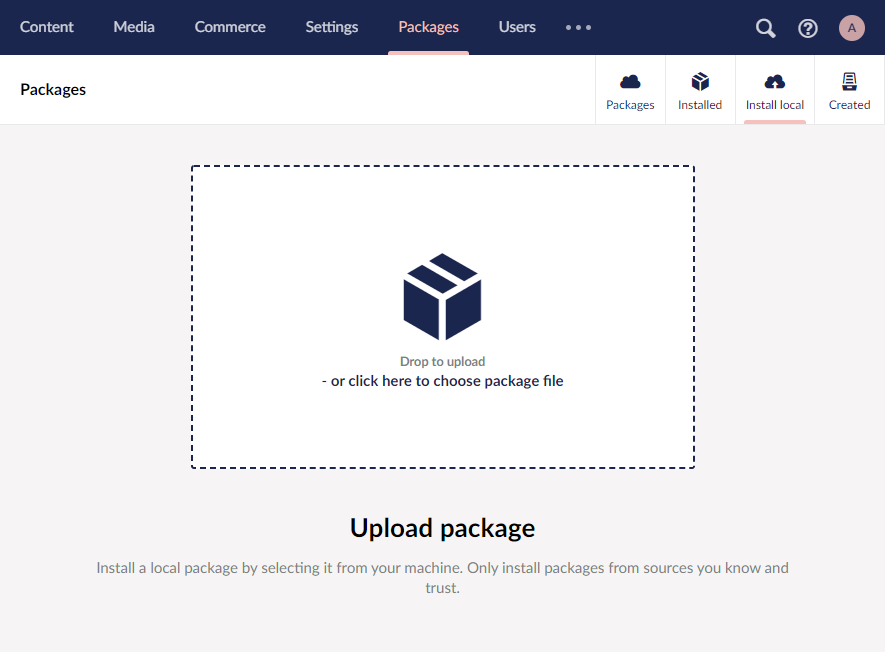 Content Media Commerce Settings Packages Users A
Packages
Packages Installed Install local Created
Drop to upload
- or click here to choose package file
Upload package
Install a local package by selecting it from your machine. Only install packages from sources you know and
trust.